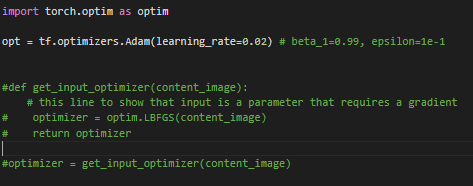 import torch.optim as optim
opt = tf.optimizers.Adam(learning_rate=0.02) # beta_1=0.99, epsilon=1e-1
#def get_input_optimizer(content_image):
# this line to show that input is a parameter that requires a gradient
# optimizer = optim.LBFGS(content_image)
# return optimizer
#optimizer = get_input_optimizer(content_image)